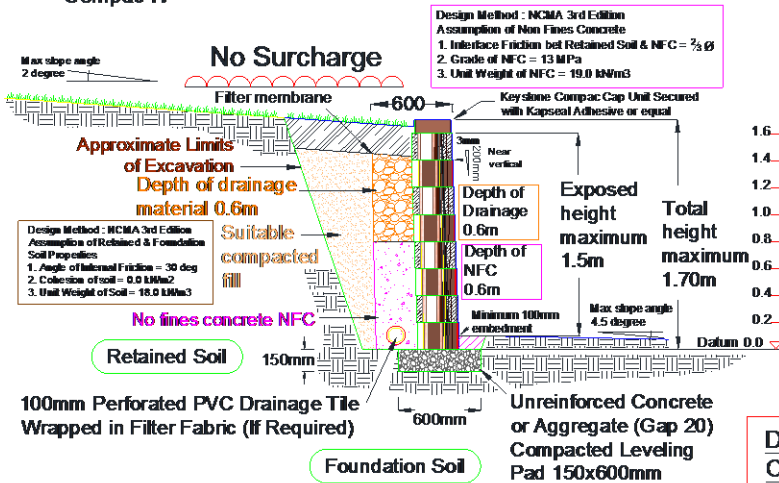 Design Method : NCMA 3rd Edition
Assumption of Non Fines Concrete
1. Interface Friction bet Retained Soil & NFC = ⅔ Ø
2. Grade of NFC = 13 MPa
3. Unit Weight of NFC = 19.0 kN/m3
Max slope angle
2 degree
No Surcharge
Filter membrane
600
Keystone Compac Cap Unit Secured
with Kapseal Adhesive or equal
Approximate Limits
of Excavation
Depth of drainage
material 0.6m
3mm
200mm
Near
vertical
Depth of
Drainage
0.6m
Exposed
height
maximum
1.5m
Total
height
maximum
1.70m
1.6
1.4
1.2
1.0
0.8
0.6
0.4
0.2
Datum 0.0
Design Method : NCMA 3rd Edition
Assumption of Retained & Foundation
Soil Properties
1. Angle of Internal Friction = 30 deg
2. Cohesion of soil = 0.0 kN/m2
3. Unit Weight of Soil = 18.0 kN/m3
Suitable
compacted
fill
Depth of
NFC
0.6m
No fines concrete NFC
Minimum 100mm
embedment
Max slope angle
4.5 degree
Retained Soil
150mm
100mm Perforated PVC Drainage Tile
Wrapped in Filter Fabric (If Required)
600mm
Unreinforced Concrete
or Aggregate (Gap 20)
Compacted Leveling
Pad 150x600mm
Foundation Soil